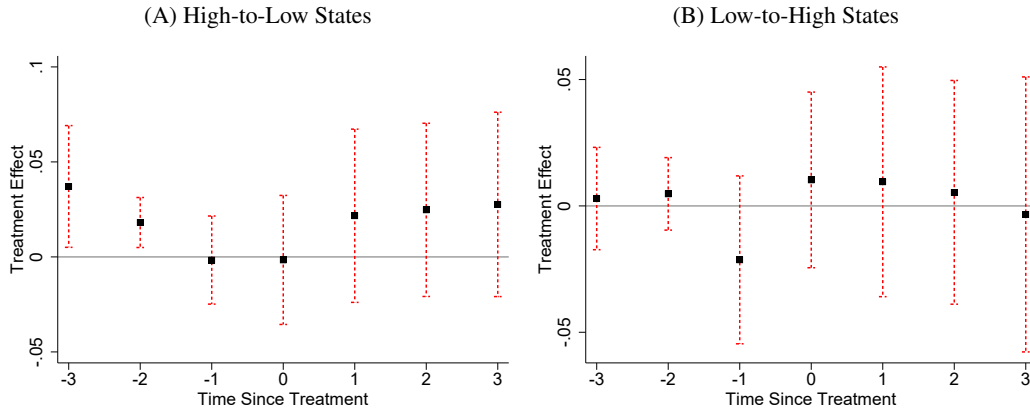 (A) High-to-Low States
.1
.05
0
-.05
Treatment Effect
-3 -2 -1 0 1 2 3
Time Since Treatment
(B) Low-to-High States
.05
0
-.05
Treatment Effect
-3 -2 -1 0 1 2 3
Time Since Treatment